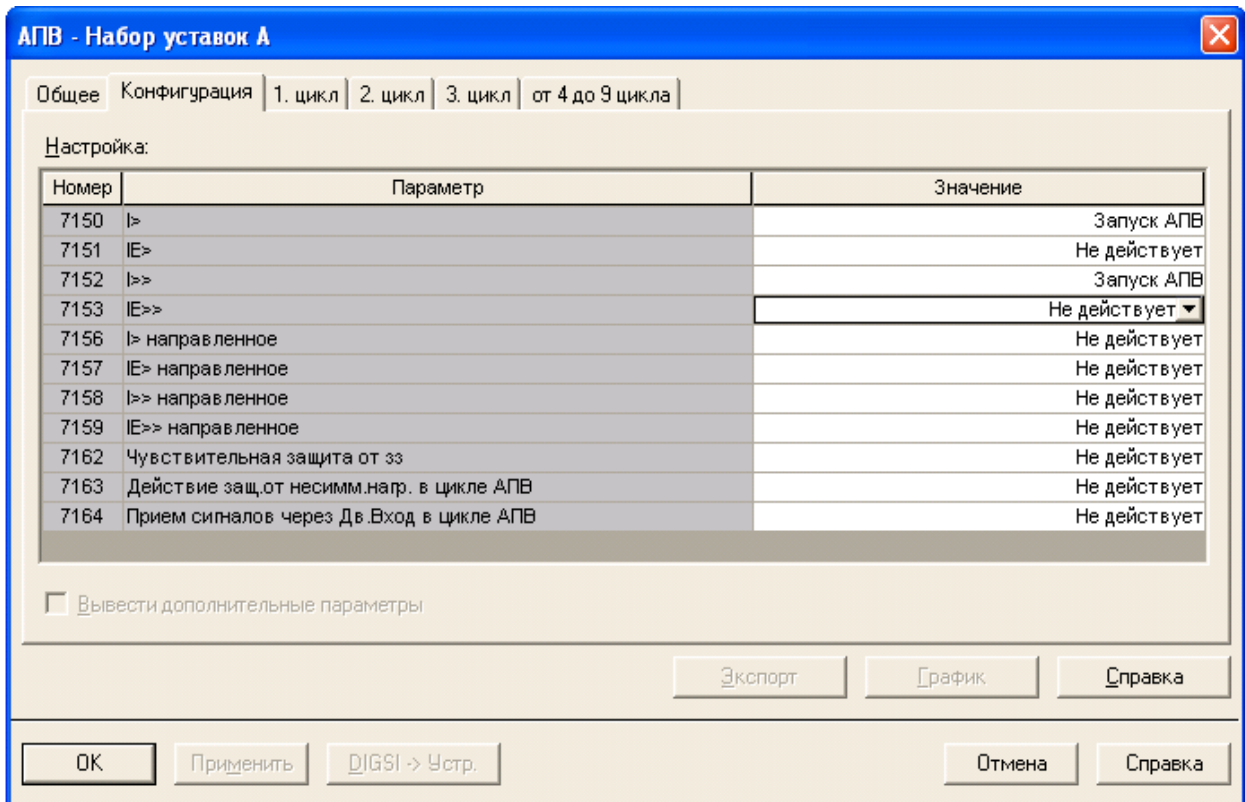 АПВ - Набор уставок А
Общее Конфигурация 1. цикл 2. цикл 3. цикл от 4 до 9 цикла
Настройка:
Номер Параметр Значение
7150 I> Запуск АПВ
7151 IE> Не действует
7152 I>> Запуск АПВ
7153 IE>> Не действует
7156 I> направленное Не действует
7157 IE> направленное Не действует
7158 I>> направленное Не действует
7159 IE>> направленное Не действует
7162 Чувствительная защита от зз Не действует
7163 Действие защ.от несимм.нагр. в цикле АПВ Не действует
7164 Прием сигналов через Дв.Вход в цикле АПВ Не действует
Вывести дополнительные параметры
Экспорт График Справка
OK Применить DIGSI -> Устр. Отмена Справка